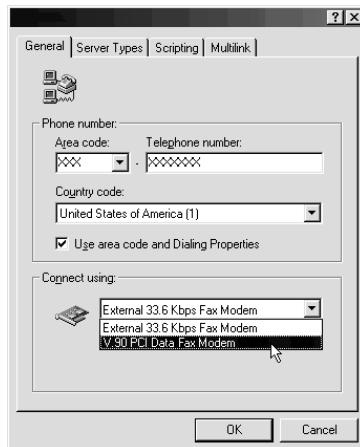 General
Server Types
Scripting
Multilink
Phone number:
Area code:
Telephone number:
XXX
-
XXXXXXX
Country code:
United States of America (1)
Use area code and Dialing Properties
Connect using:
External 33.6 Kbps Fax Modem
External 33.6 Kbps Fax Modem
V.90 PCI Data Fax Modem
OK
Cancel